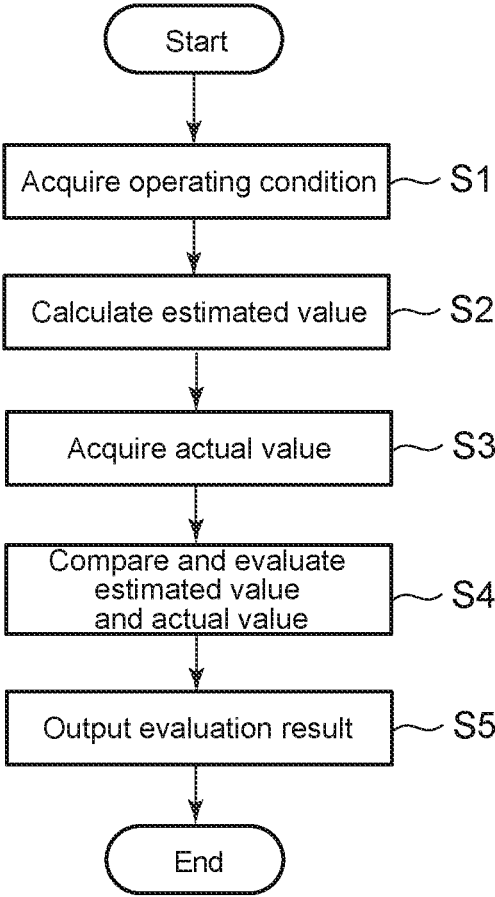 Start
Acquire operating condition S1
Calculate estimated value S2
Acquire actual value S3
Compare and evaluate
estimated value
and actual value S4
Output evaluation result S5
End